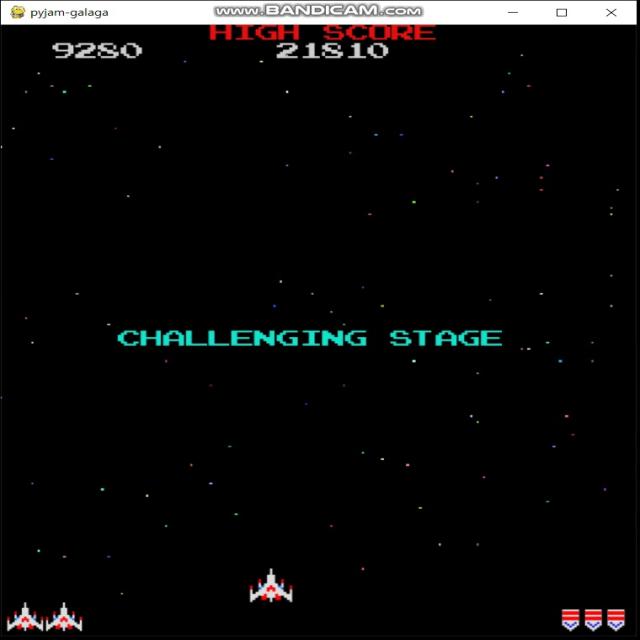 pyjam-galaga
WWW.BANDICAM.COM
HIGH SCORE
9280 21810
CHALLENGING STAGE